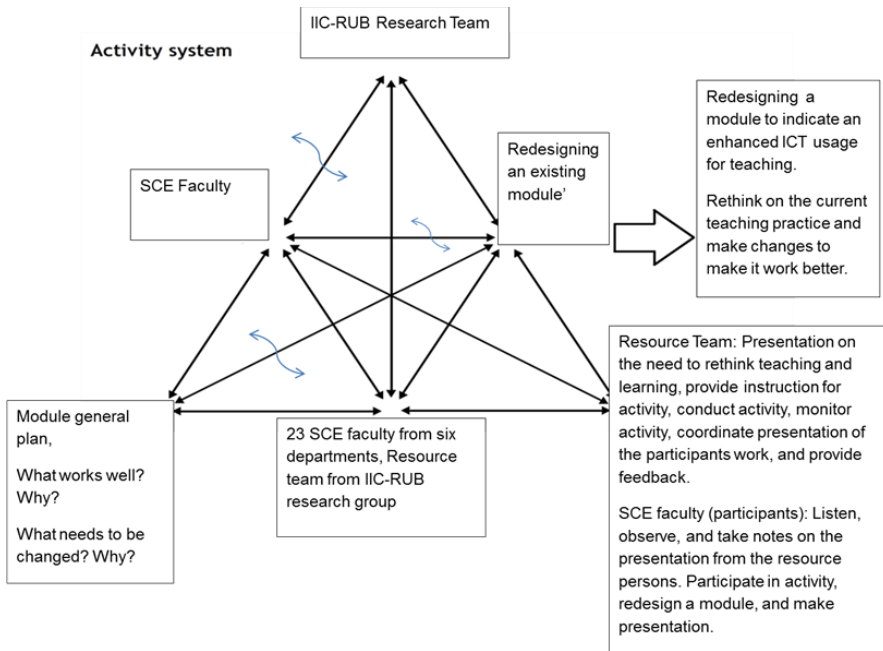 IIC-RUB Research Team
Activity system
Redesigning a
module to indicate an
enhanced ICT usage
for teaching.
Rethink on the current
teaching practice and
make changes to
make it work better.
SCE Faculty
Redesigning
an existing
module’
Module general
plan,
What works well?
Why?
What needs to be
changed? Why?
23 SCE faculty from six
departments, Resource
team from IIC-RUB
research group
Resource Team: Presentation on
the need to rethink teaching and
learning, provide instruction for
activity, conduct activity, monitor
activity, coordinate presentation of
the participants work, and provide
feedback.
SCE faculty (participants): Listen,
observe, and take notes on the
presentation from the resource
persons. Participate in activity,
redesign a module, and make
presentation.